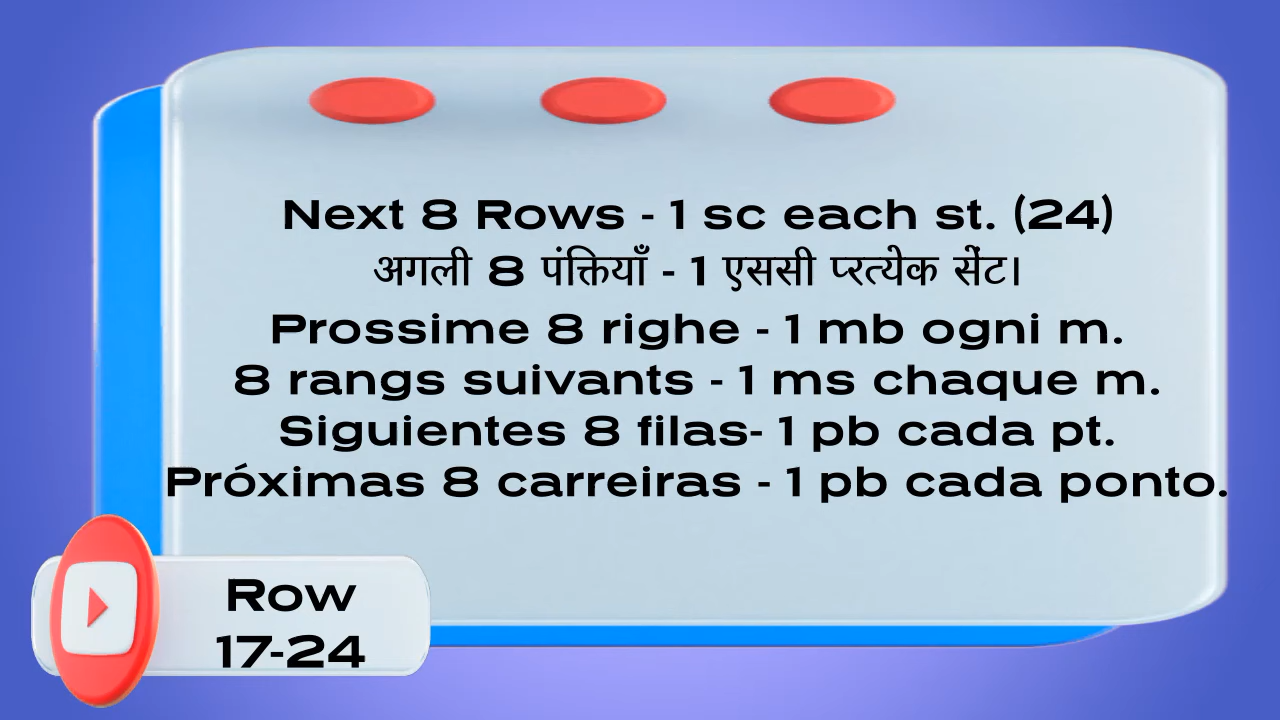 Next 8 Rows - 1 sc each st. (24)
अगली 8 पंक्तियाँ - 1 एससी प्रत्येक सेंट।
Prossime 8 righe - 1 mb ogni m.
8 rangs suivants - 1 ms chaque m.
Siguientes 8 filas- 1 pb cada pt.
Próximas 8 carreiras - 1 pb cada ponto.
Row
17-24